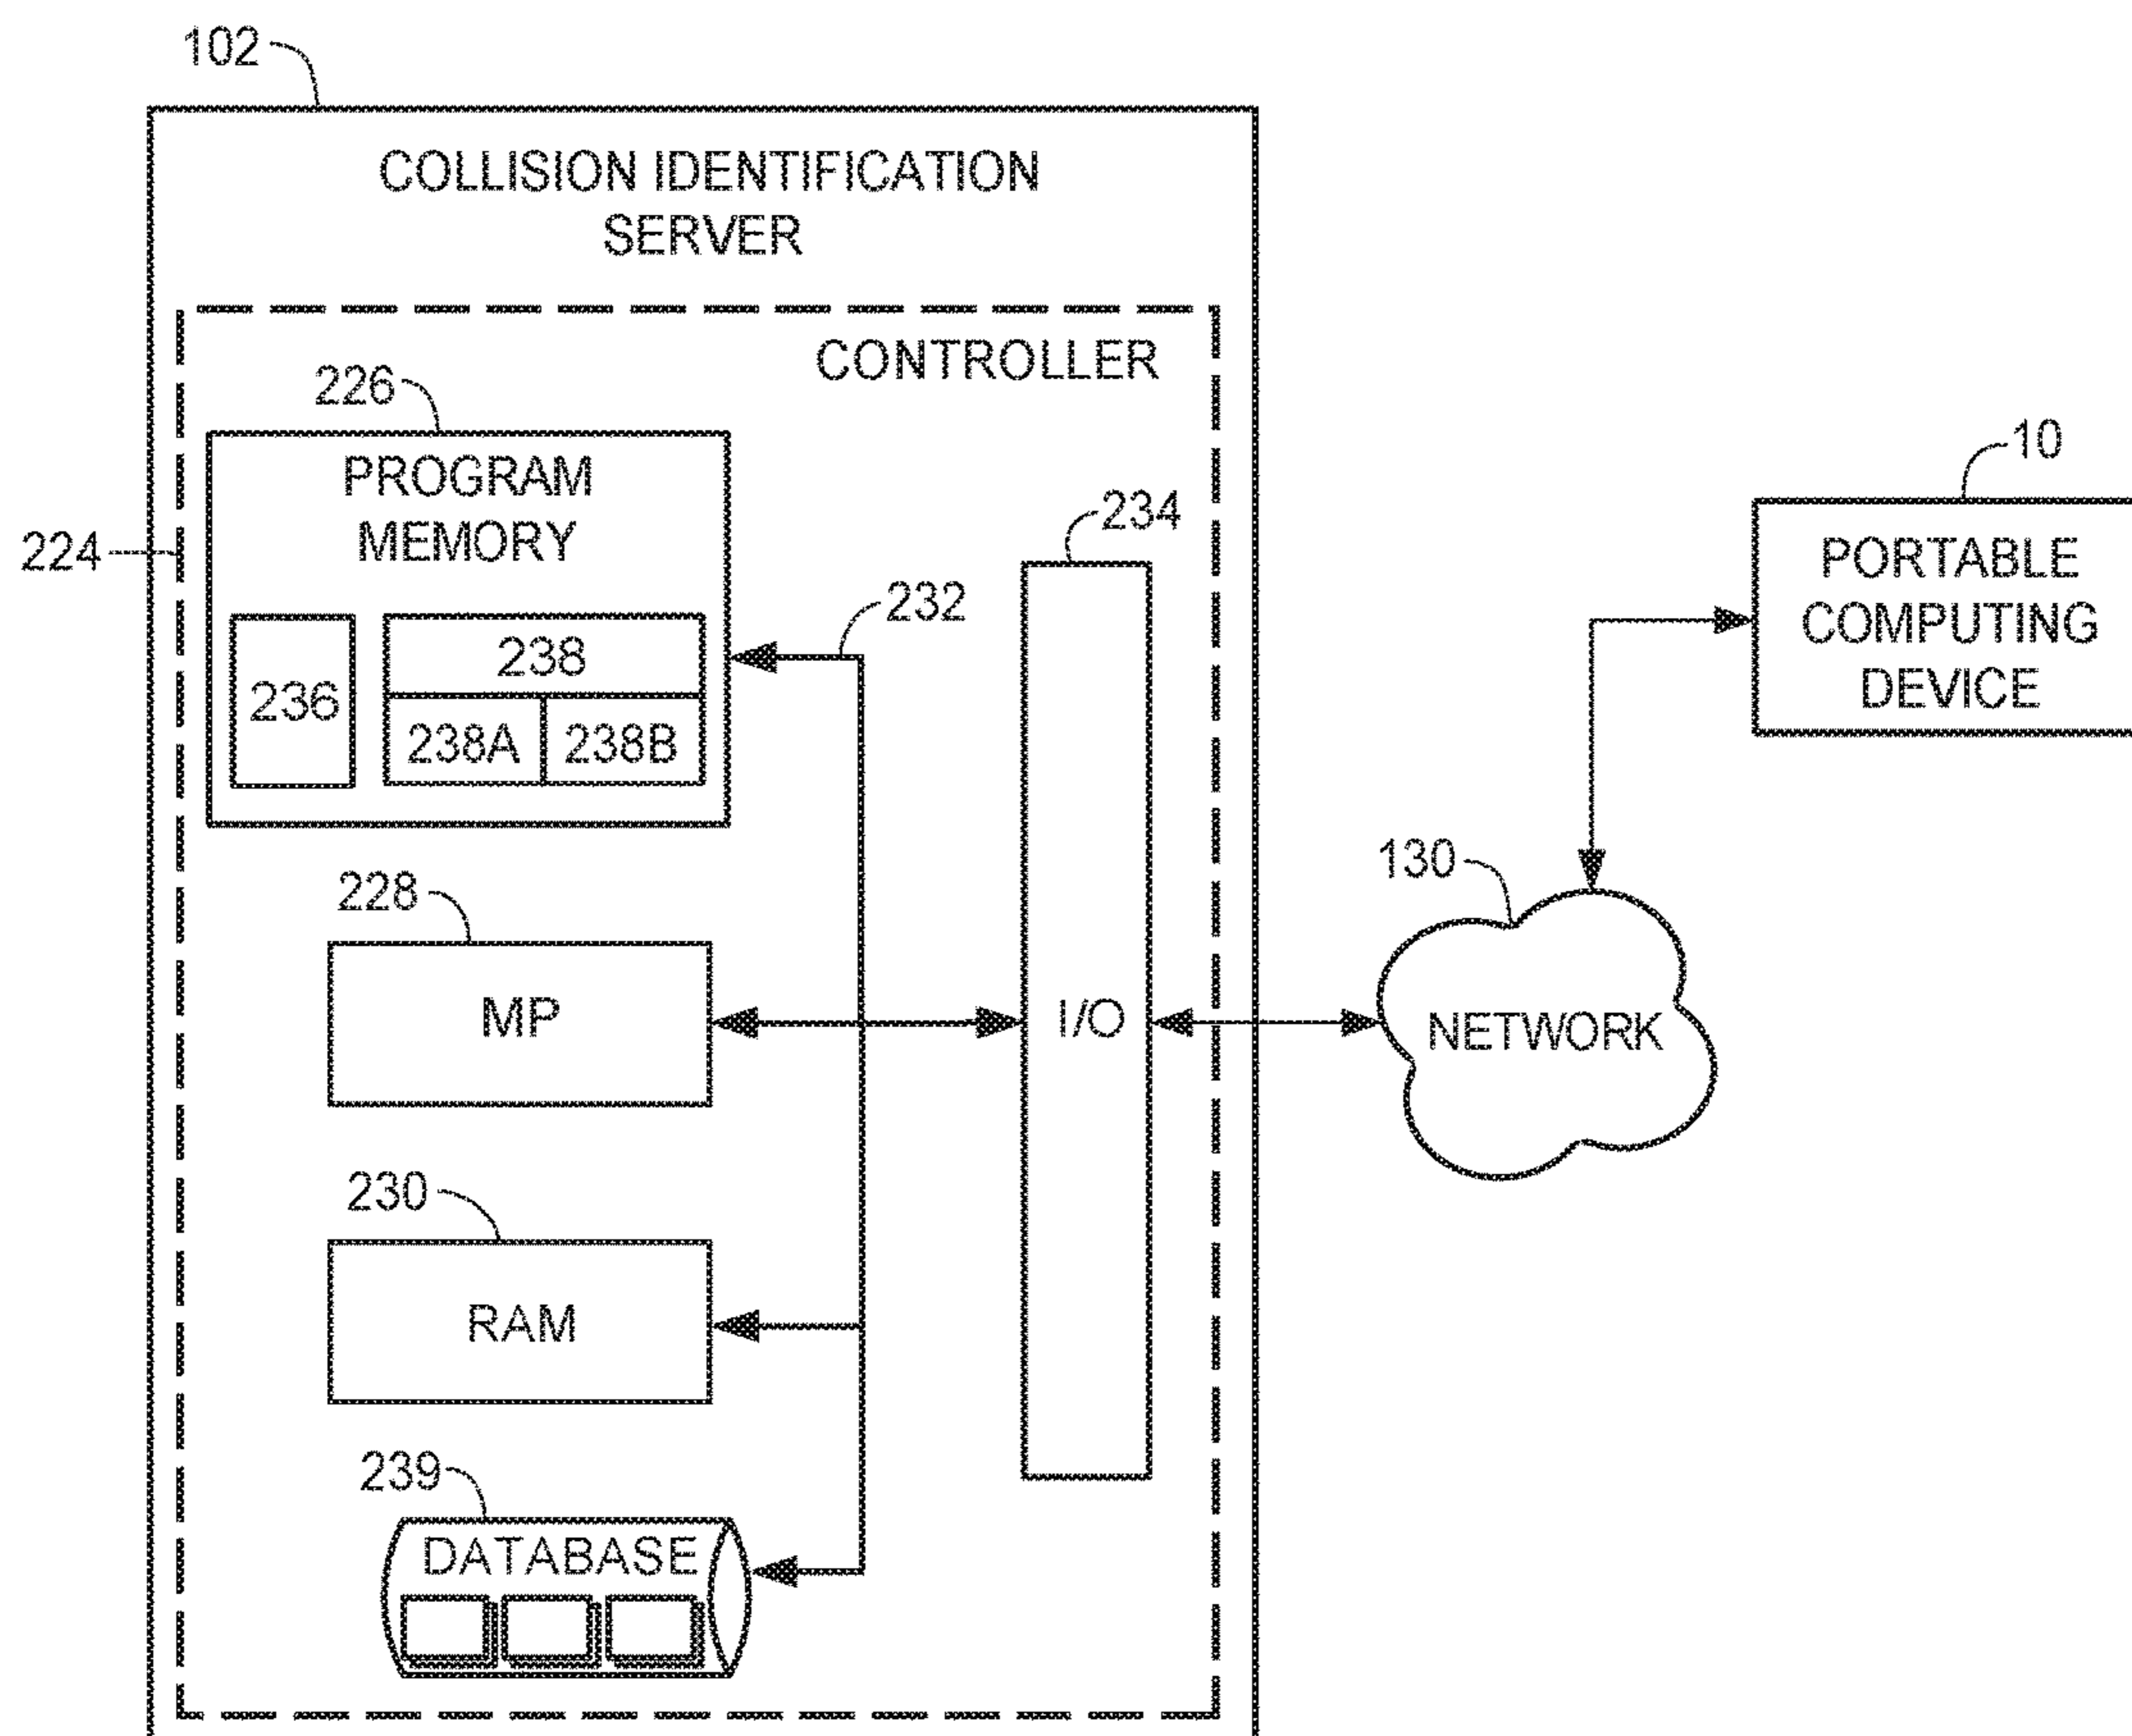 102
COLLISION IDENTIFICATION
SERVER
CONTROLLER
226
PROGRAM
MEMORY
224
236
238
238A 238B
232
234
I/O
228
MP
230
RAM
239
DATABASE
10
PORTABLE
COMPUTING
DEVICE
130
NETWORK